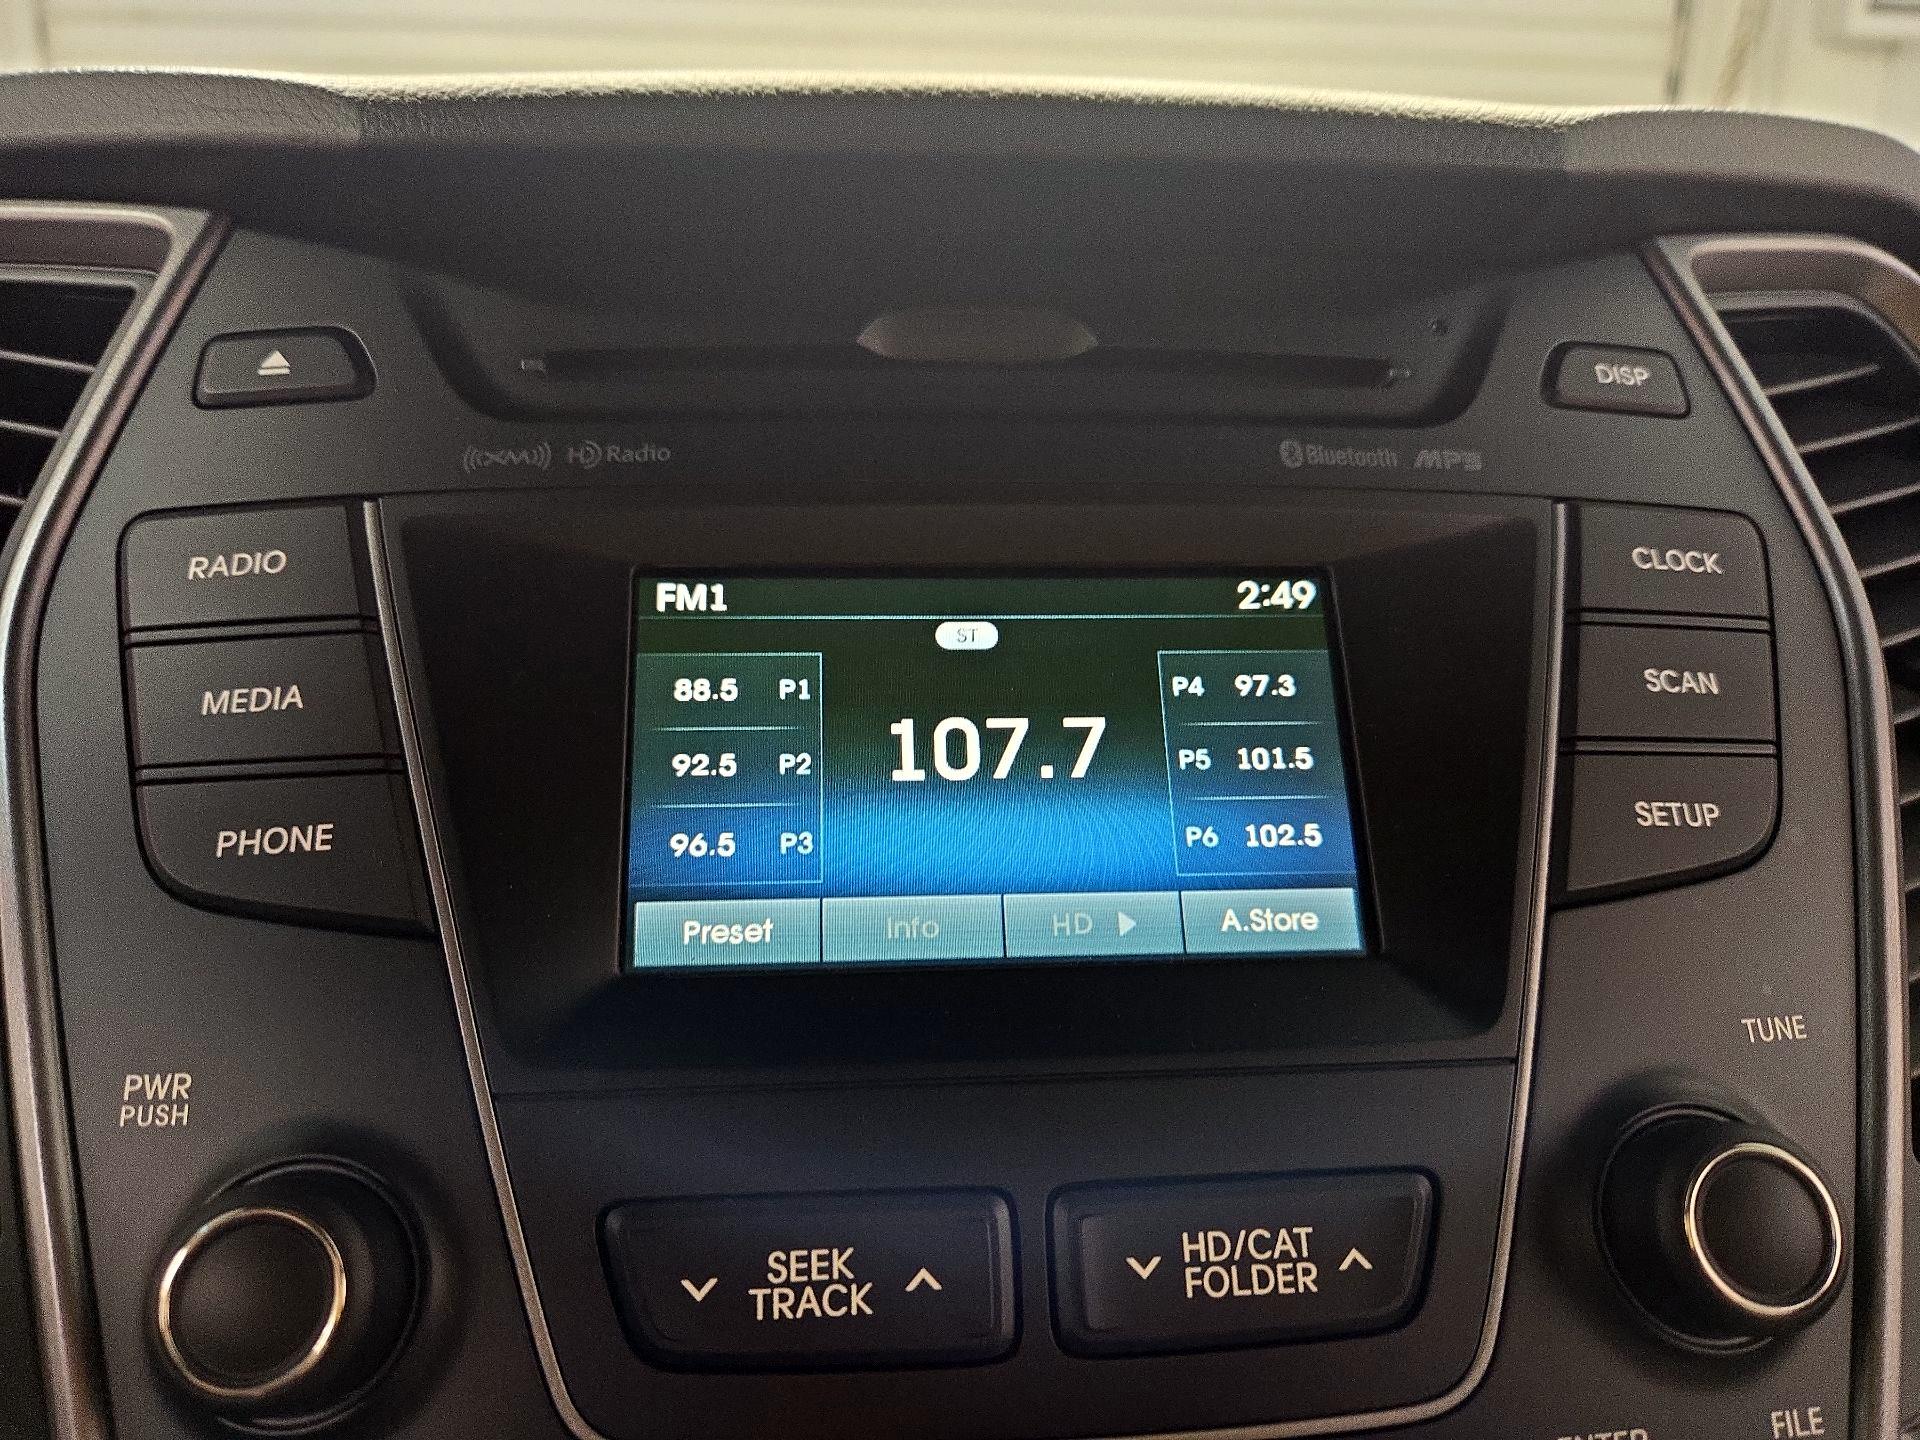 DISP
XM HD Radio
Bluetooth MP3
RADIO
MEDIA
PHONE
FM1 2:49
ST
88.5 P1
92.5 P2
96.5 P3
107.7
P4 97.3
P5 101.5
P6 102.5
Preset Info HD A.Store
CLOCK
SCAN
SETUP
PWR
PUSH
SEEK
TRACK
HD/CAT
FOLDER
TUNE
FILE
ENTER